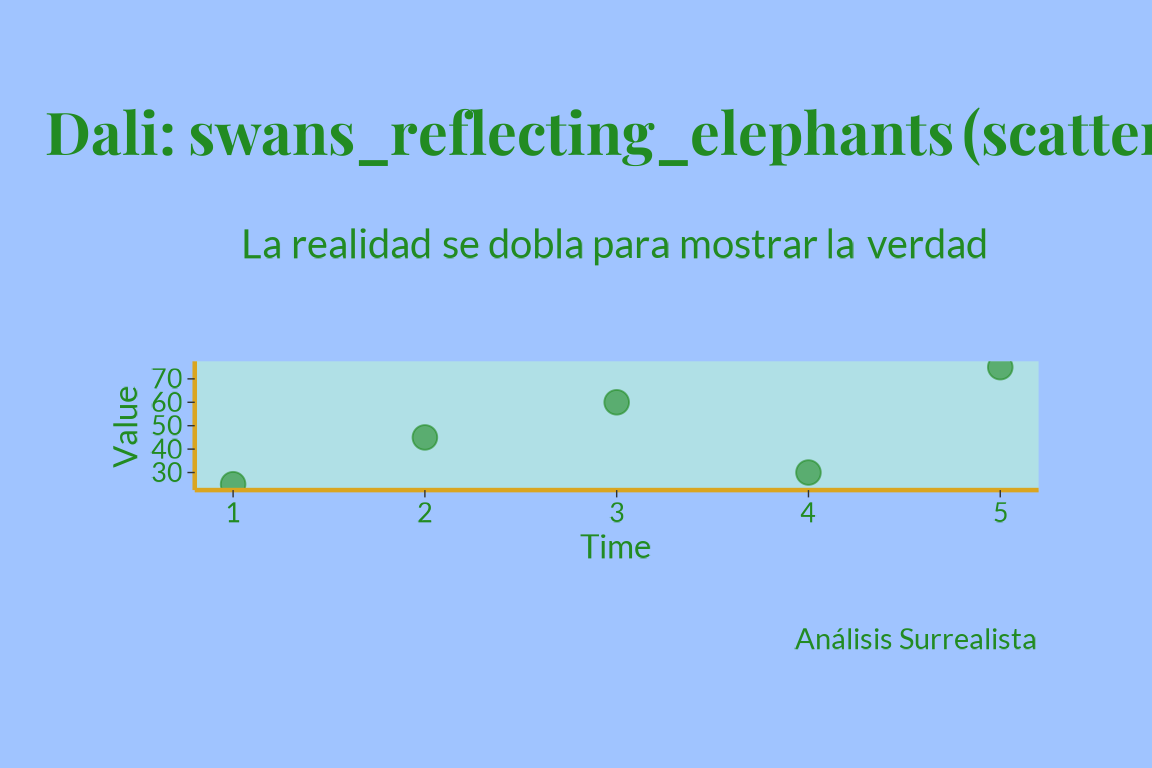 Dali: swans_reflecting_elephants (scatter
La realidad se dobla para mostrar la verdad
Value
70
60
50
40
30
1 2 3 4 5
Time
Análisis Surrealista